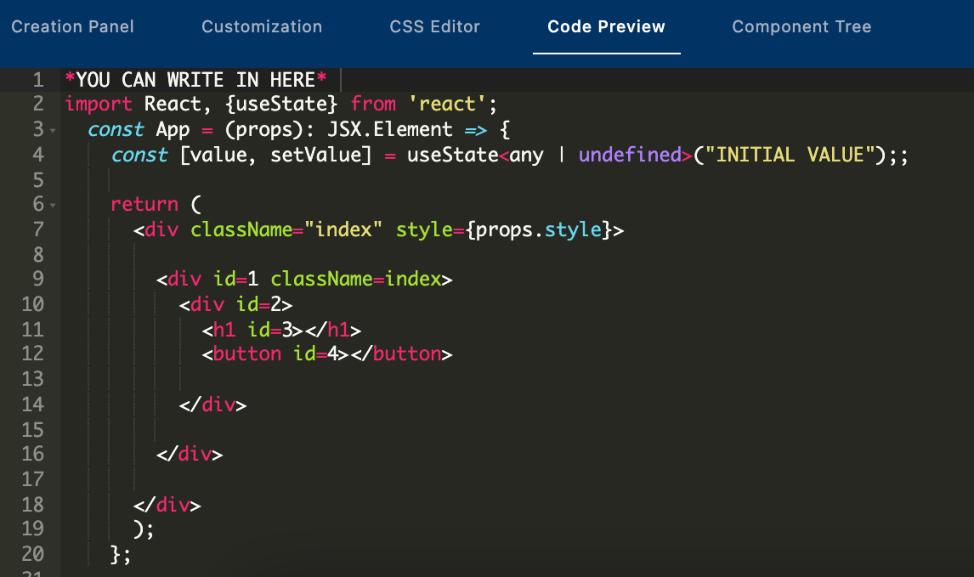 Creation Panel Customization CSS Editor Code Preview Component Tree
1 *YOU CAN WRITE IN HERE*
2 import React, {useState} from 'react';
3 const App = (props): JSX.Element => {
4 const [value, setValue] = useState<any | undefined>("INITIAL VALUE");;
5
6 return (
7 <div className="index" style={props.style}>
8
9 <div id=1 className=index>
10 <div id=2>
11 <h1 id=3></h1>
12 <button id=4></button>
13
14 </div>
15
16 </div>
17
18 </div>
19 );
20 };